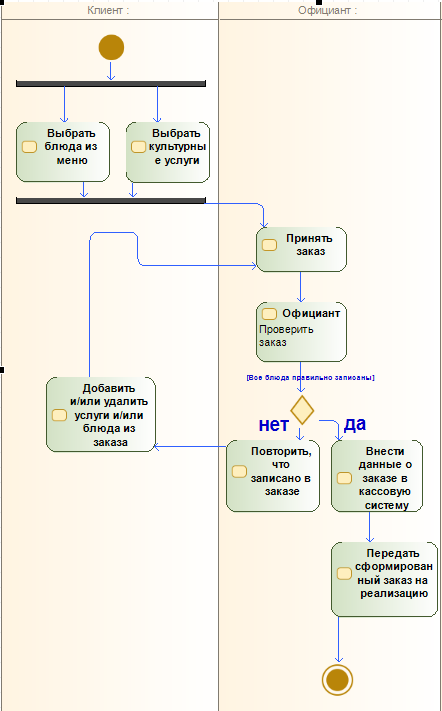 Клиент :
Официант :
Выбрать
блюда из
меню
Выбрать
культурны
е услуги
Принять
заказ
Официант
Проверить
заказ
[Все блюда правильно записаны]
нет
да
Добавить
и/или удалить
услуги и/или
блюда из
заказа
Повторить,
что
записано в
заказе
Внести
данные о
заказе в
кассовую
систему
Передать
сформирован
ный заказ на
реализацию